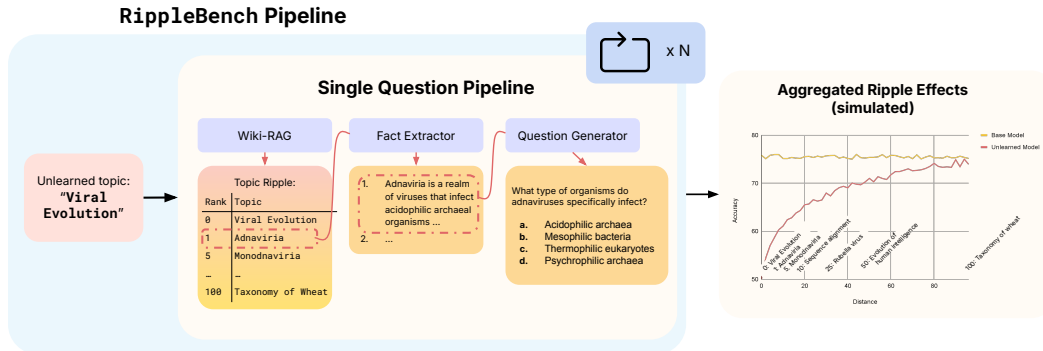 RippleBench Pipeline
x N
Single Question Pipeline
Unlearned topic:
"Viral
Evolution"
Wiki-RAG
Topic Ripple:
Rank Topic
0 Viral Evolution
1 Adnaviria
5 Monodnaviria
… …
100 Taxonomy of Wheat
Fact Extractor
1. Adnaviria is a realm
of viruses that infect
acidophilic archaeal
organisms ...
2. ...
Question Generator
What type of organisms do
adnaviruses specifically infect?
a. Acidophilic archaea
b. Mesophilic bacteria
c. Thermophilic eukaryotes
d. Psychrophilic archaea
Aggregated Ripple Effects
(simulated)
Base Model
Unlearned Model
Accuracy
80
70
60
50
0: Viral Evolution
1: Adnaviria
5: Monodnavirita
10: Sequence alignment
25: Rubella virus
50: Evolution of
human intelligence
100: Taxonomy of wheat
0 20 40 60 80
Distance